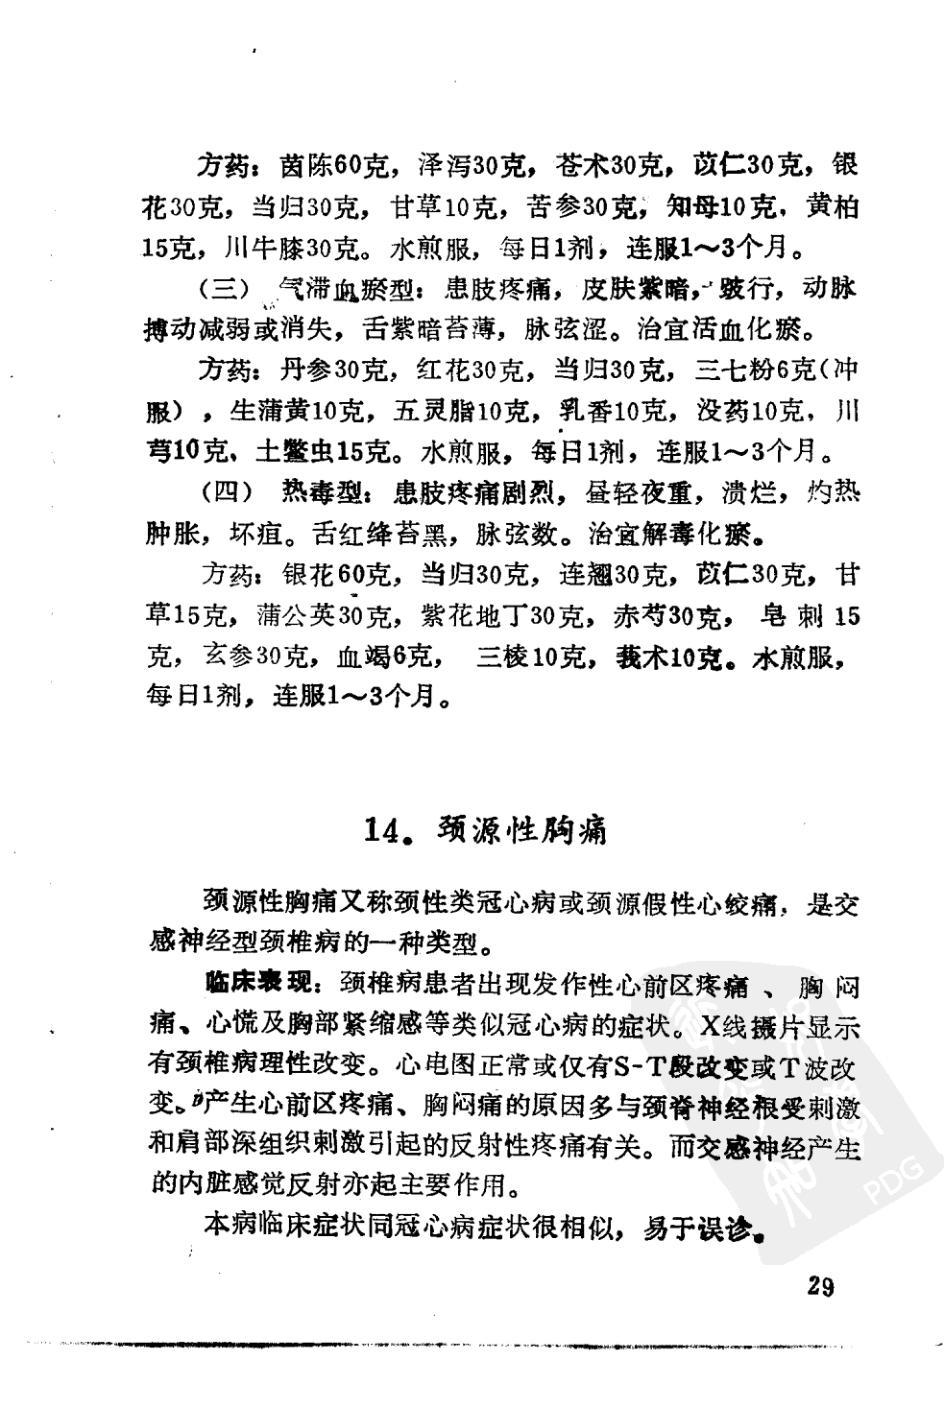 方药：茵陈60克，泽泻30克，苍术30克，苡仁30克，银
花30克，当归30克，甘草10克，苦参30克，知母10克，黄柏
15克，川牛膝30克。水煎服，每日1剂，连服1～3个月。
（三）气滞血瘀型：患肢疼痛，皮肤紫暗，跛行，动脉
搏动减弱或消失，舌紫暗苔薄，脉弦涩。治宜活血化瘀。
方药：丹参30克，红花30克，当归30克，三七粉6克（冲
服），生蒲黄10克，五灵脂10克，乳香10克，没药10克，川
芎10克、土鳖虫15克。水煎服，每日1剂，连服1～3个月。
（四）热毒型：患肢疼痛剧烈，昼轻夜重，溃烂，灼热
肿胀，坏疽。舌红绛苔黑，脉弦数。治宜解毒化瘀。
方药：银花60克，当归30克，连翘30克，苡仁30克，甘
草15克，蒲公英30克，紫花地丁30克，赤芍30克，皂刺15
克，玄参30克，血竭6克，三棱10克，莪术10克。水煎服，
每日1剂，连服1～3个月。
14。颈源性胸痛
颈源性胸痛又称颈性类冠心病或颈源假性心绞痛，是交
感神经型颈椎病的一种类型。
临床表现：颈椎病患者出现发作性心前区疼痛、胸闷
痛、心慌及胸部紧缩感等类似冠心病的症状。X线摄片显示
有颈椎病理性改变。心电图正常或仅有S-T段改变或T波改
变。产生心前区疼痛、胸闷痛的原因多与颈脊神经根受刺激
和肩部深组织刺激引起的反射性疼痛有关。而交感神经产生
的内脏感觉反射亦起主要作用。
本病临床症状同冠心病症状很相似，易于误诊。
PDG
29